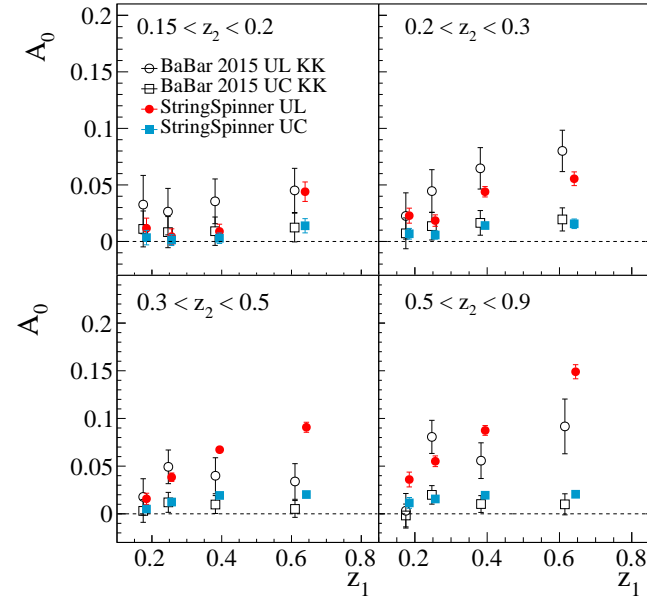 A₀
0.2
0.15
0.1
0.05
0
0.15 < z₂ < 0.2
BaBar 2015 UL KK
BaBar 2015 UC KK
StringSpinner UL
StringSpinner UC
0.2 < z₂ < 0.3
A₀
0.2
0.15
0.1
0.05
0
0.3 < z₂ < 0.5
0.5 < z₂ < 0.9
0.2 0.4 0.6 0.8
0.2 0.4 0.6 0.8
z₁
z₁